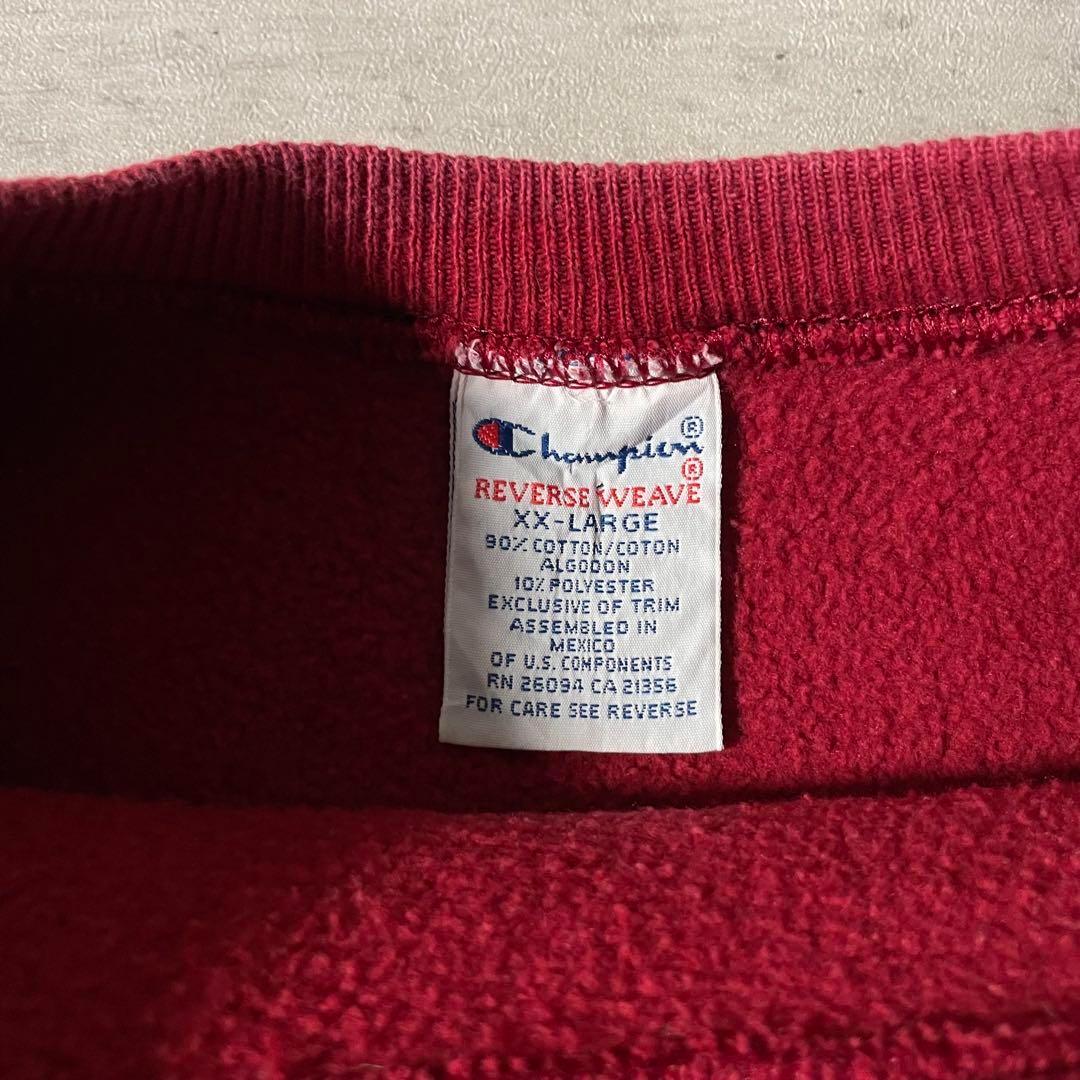 Champion®
REVERSE WEAVE®
XX-LARGE
90% COTTON/COTON
ALGODON
10% POLYESTER
EXCLUSIVE OF TRIM
ASSEMBLED IN
MEXICO
OF U.S. COMPONENTS
RN 26094 CA 21356
FOR CARE SEE REVERSE